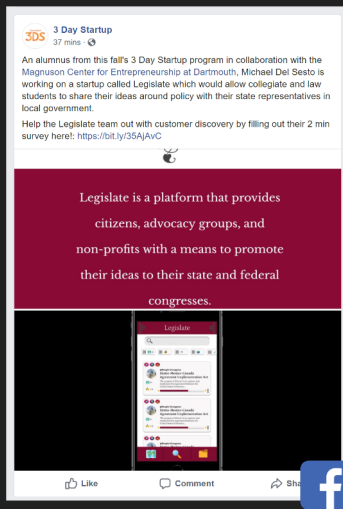 3DS
3 Day Startup
37 mins ·
An alumnus from this fall's 3 Day Startup program in collaboration with the
Magnuson Center for Entrepreneurship at Dartmouth, Michael Del Sesto is
working on a startup called Legislate which would allow collegiate and law
students to share their ideas around policy with their state representatives in
local government.
Help the Legislate team out with customer discovery by filling out their 2 min
survey here!: https://bit.ly/35AjAvC
Legislate is a platform that provides
citizens, advocacy groups, and
non-profits with a means to promote
their ideas to their state and federal
congresses.
Legislate
Like
Comment
Sha
f